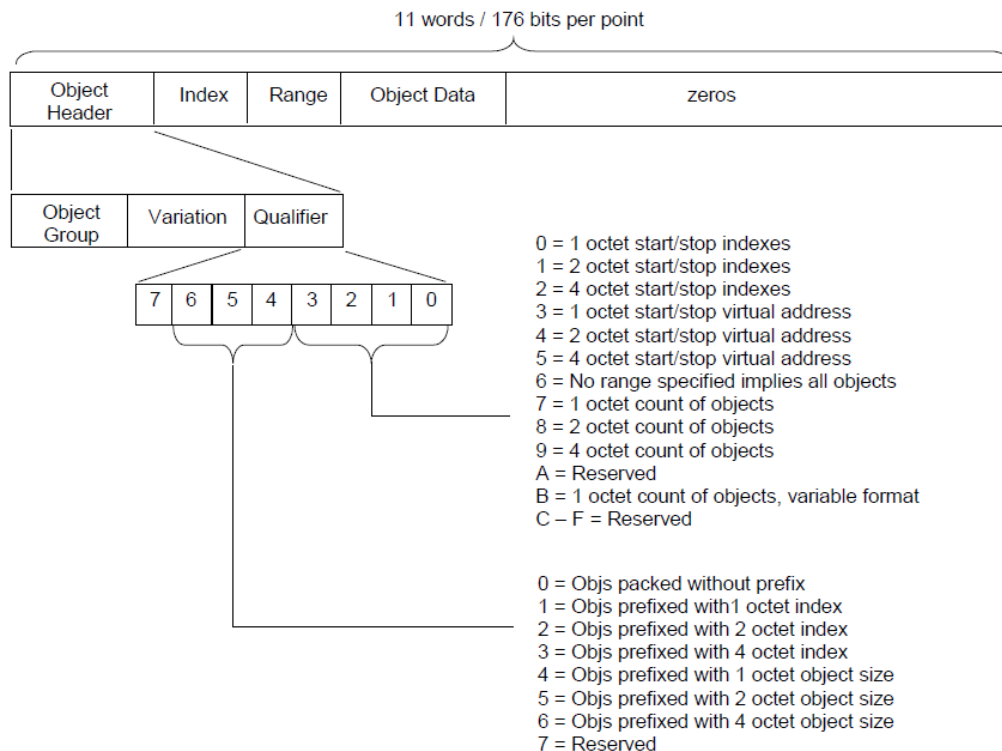 11 words / 176 bits per point
Object Header Index Range Object Data zeros
Object Group Variation Qualifier
7 6 5 4 3 2 1 0
0 = 1 octet start/stop indexes
1 = 2 octet start/stop indexes
2 = 4 octet start/stop indexes
3 = 1 octet start/stop virtual address
4 = 2 octet start/stop virtual address
5 = 4 octet start/stop virtual address
6 = No range specified implies all objects
7 = 1 octet count of objects
8 = 2 octet count of objects
9 = 4 octet count of objects
A = Reserved
B = 1 octet count of objects, variable format
C – F = Reserved
0 = Objs packed without prefix
1 = Objs prefixed with1 octet index
2 = Objs prefixed with 2 octet index
3 = Objs prefixed with 4 octet index
4 = Objs prefixed with 1 octet object size
5 = Objs prefixed with 2 octet object size
6 = Objs prefixed with 4 octet object size
7 = Reserved